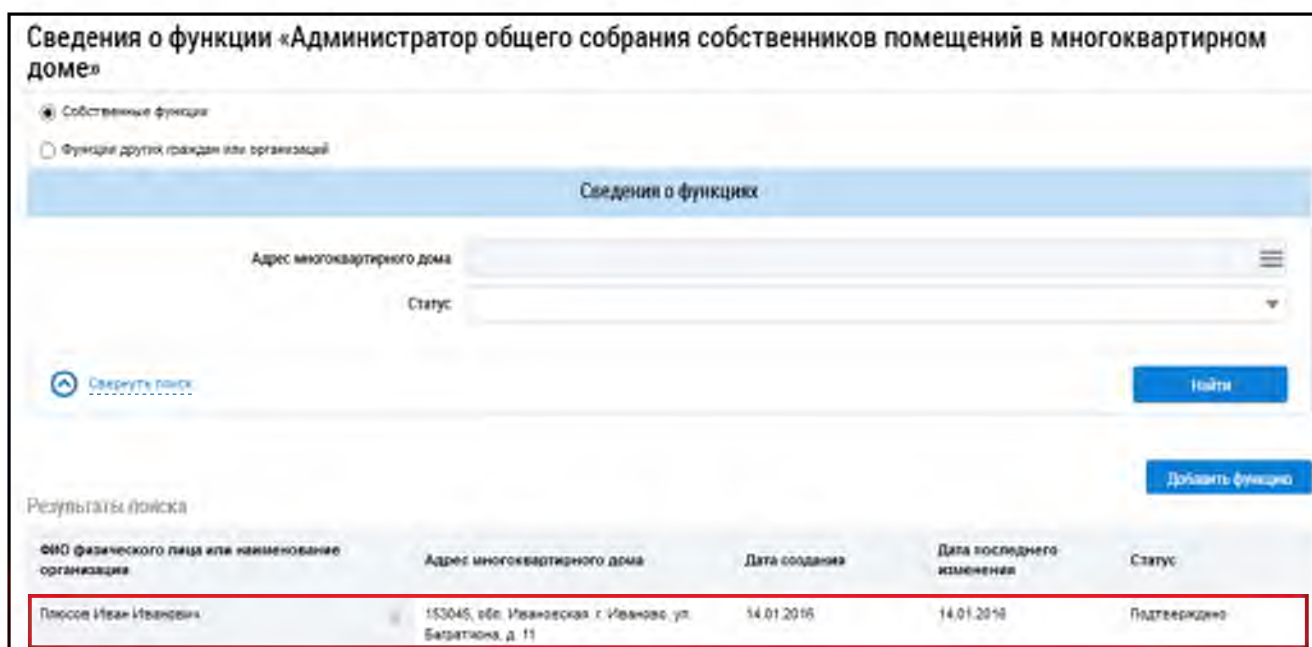 Сведения о функции «Администратор общего собрания собственников помещений в многоквартирном
доме»
Собственные функции
Функции других граждан или организаций
Сведения о функциях
Адрес многоквартирного дома
Статус
Свернуть поиск
Найти
Добавить функцию
Результаты поиска
ФИО физического лица или наименование
организации
Адрес многоквартирного дома
Дата создания
Дата последнего
изменения
Статус
Плюсов Иван Иванович
153045, обл. Ивановская, г. Иваново, ул.
Багратиона, д. 11
14.01.2016
14.01.2016
Подтверждено